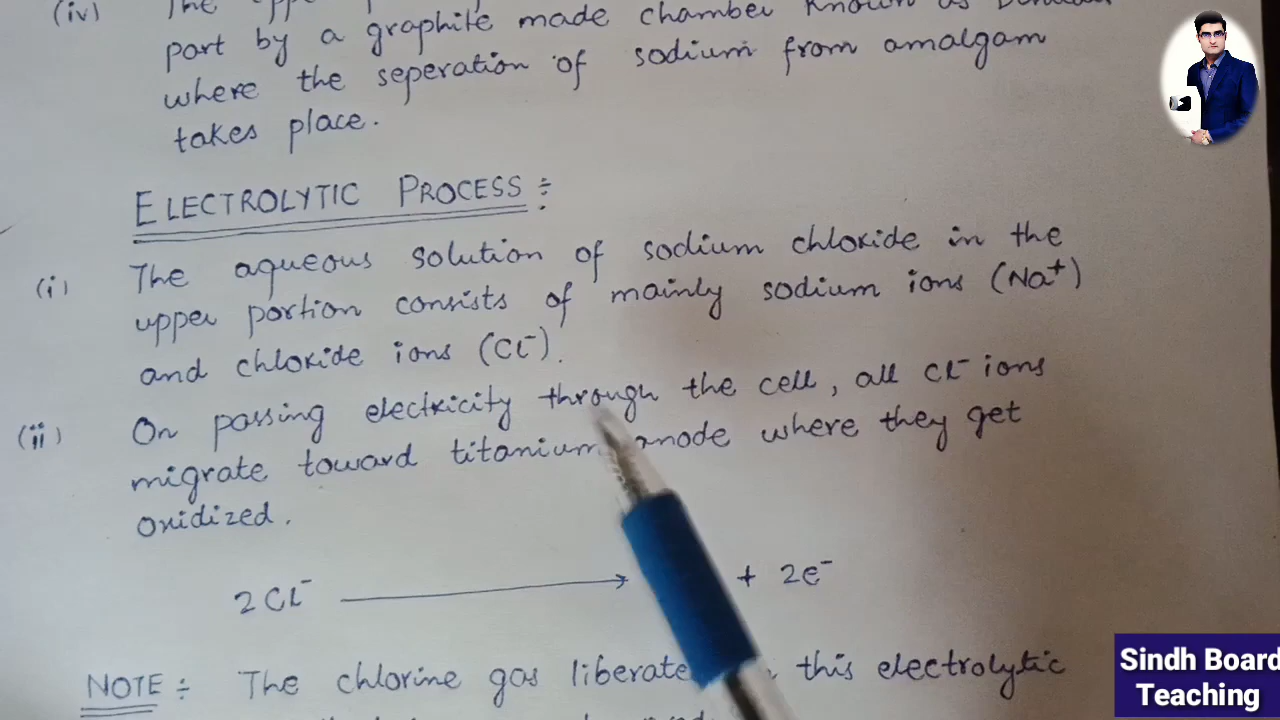 (iv) The
part by a graphite made chamber known as
where the seperation of sodium from amalgam
takes place.
ELECTROLYTIC PROCESS :-
(i) The aqueous solution of sodium chloride in the
upper portion consists of mainly sodium ions (Na⁺)
and chloride ions (Cl⁻).
(ii) On passing electricity through the cell, all Cl⁻ ions
migrate toward titanium anode where they get
oxidized.
2Cl⁻ ⟶ + 2e⁻
NOTE :- The chlorine gas liberate this electrolytic
Sindh Board
Teaching